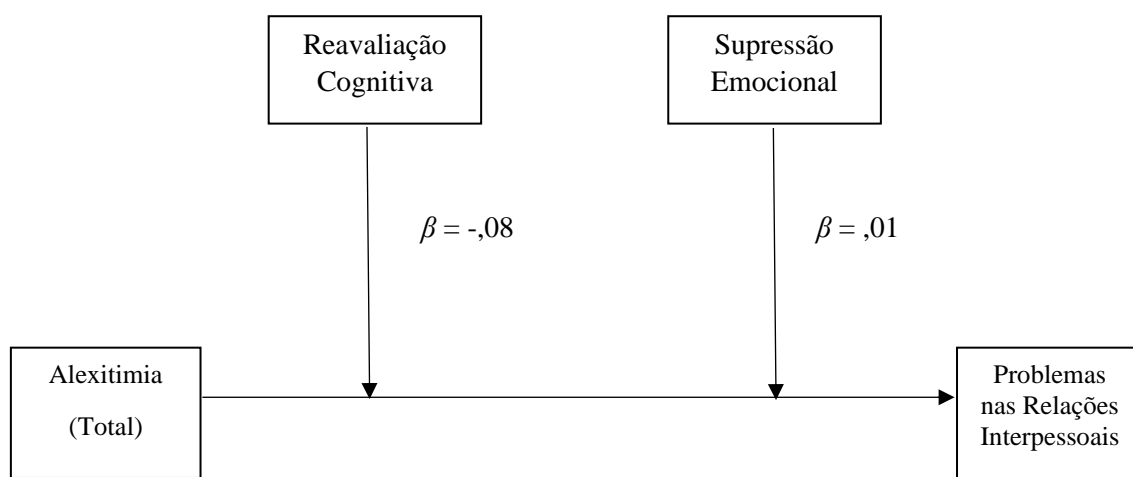 Reavaliação
Cognitiva
Supressão
Emocional
β = -,08
β = ,01
Alexitimia
(Total)
Problemas
nas Relações
Interpessoais